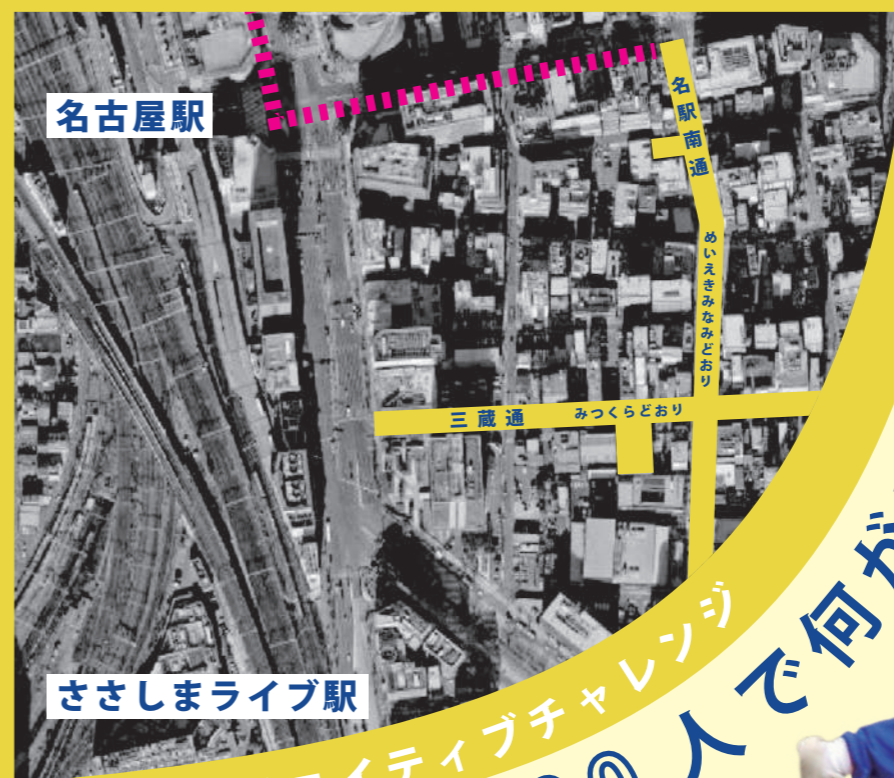 名古屋駅
名駅南通
めいえきみなみどおり
三蔵通
みつくらどおり
ささしまライブ駅
イティブチャレンジ
0人で何が